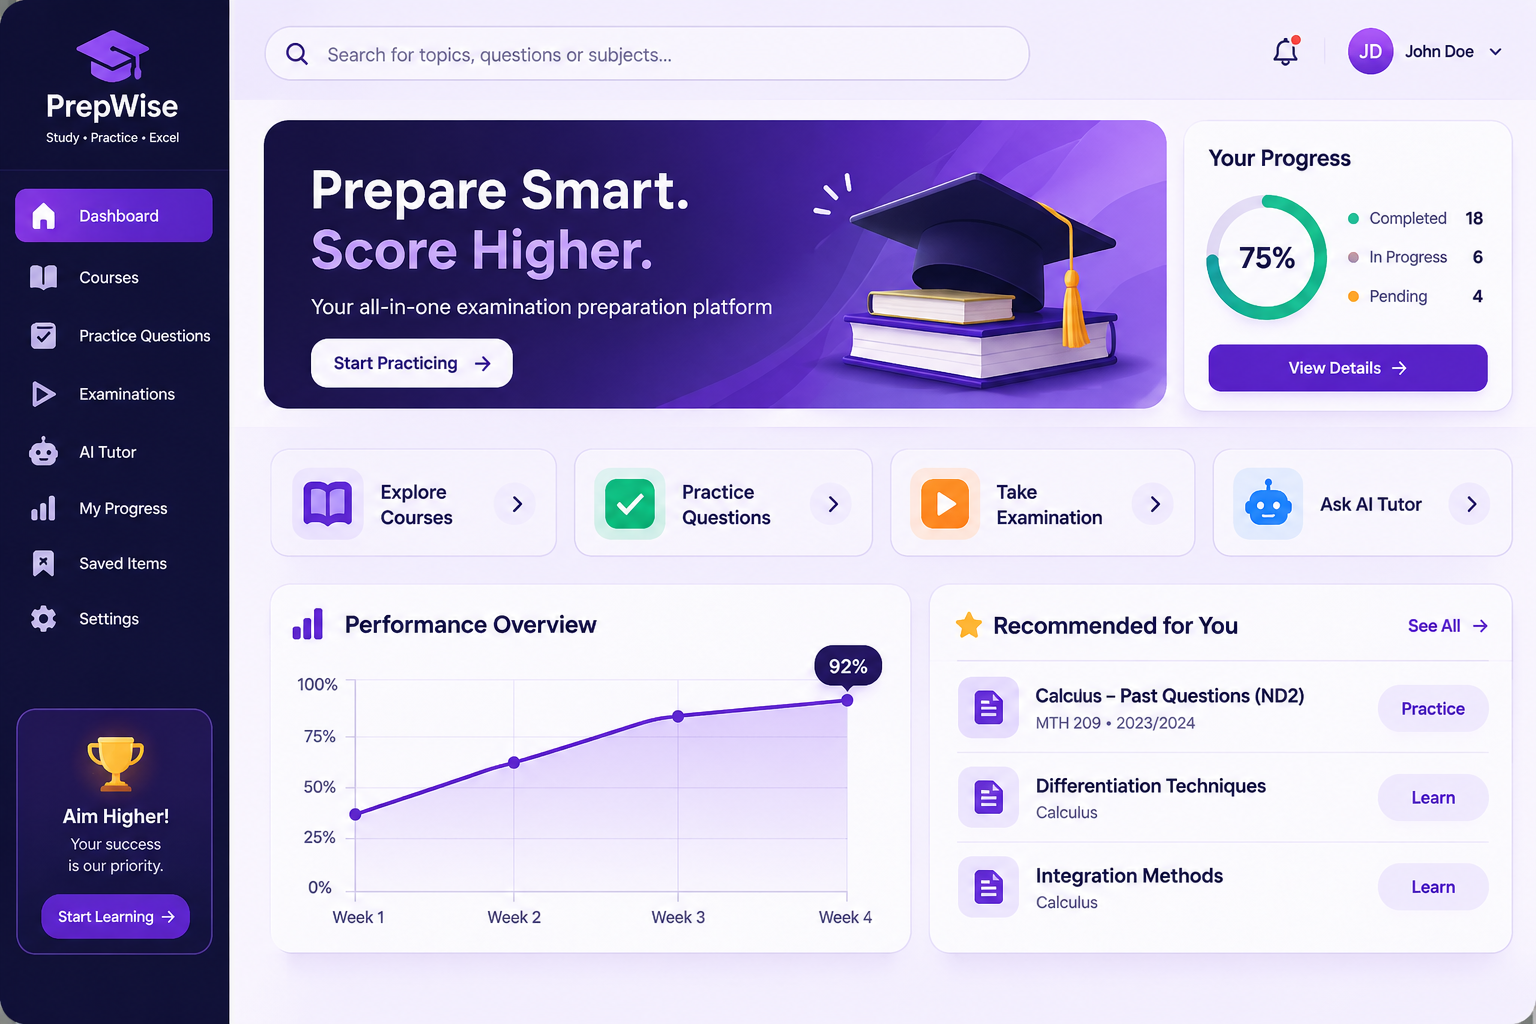 PrepWise
Study • Practice • Excel
Dashboard
Courses
Practice Questions
Examinations
AI Tutor
My Progress
Saved Items
Settings
Aim Higher!
Your success
is our priority.
Start Learning →
Search for topics, questions or subjects...
JD
John Doe
Prepare Smart.
Score Higher.
Your all-in-one examination preparation platform
Start Practicing →
Your Progress
75%
Completed 18
In Progress 6
Pending 4
View Details →
Explore
Courses
Practice
Questions
Take
Examination
Ask AI Tutor
Performance Overview
92%
100%
75%
50%
25%
0%
Week 1
Week 2
Week 3
Week 4
Recommended for You
See All →
Calculus – Past Questions (ND2)
MTH 209 • 2023/2024
Practice
Differentiation Techniques
Calculus
Learn
Integration Methods
Calculus
Learn